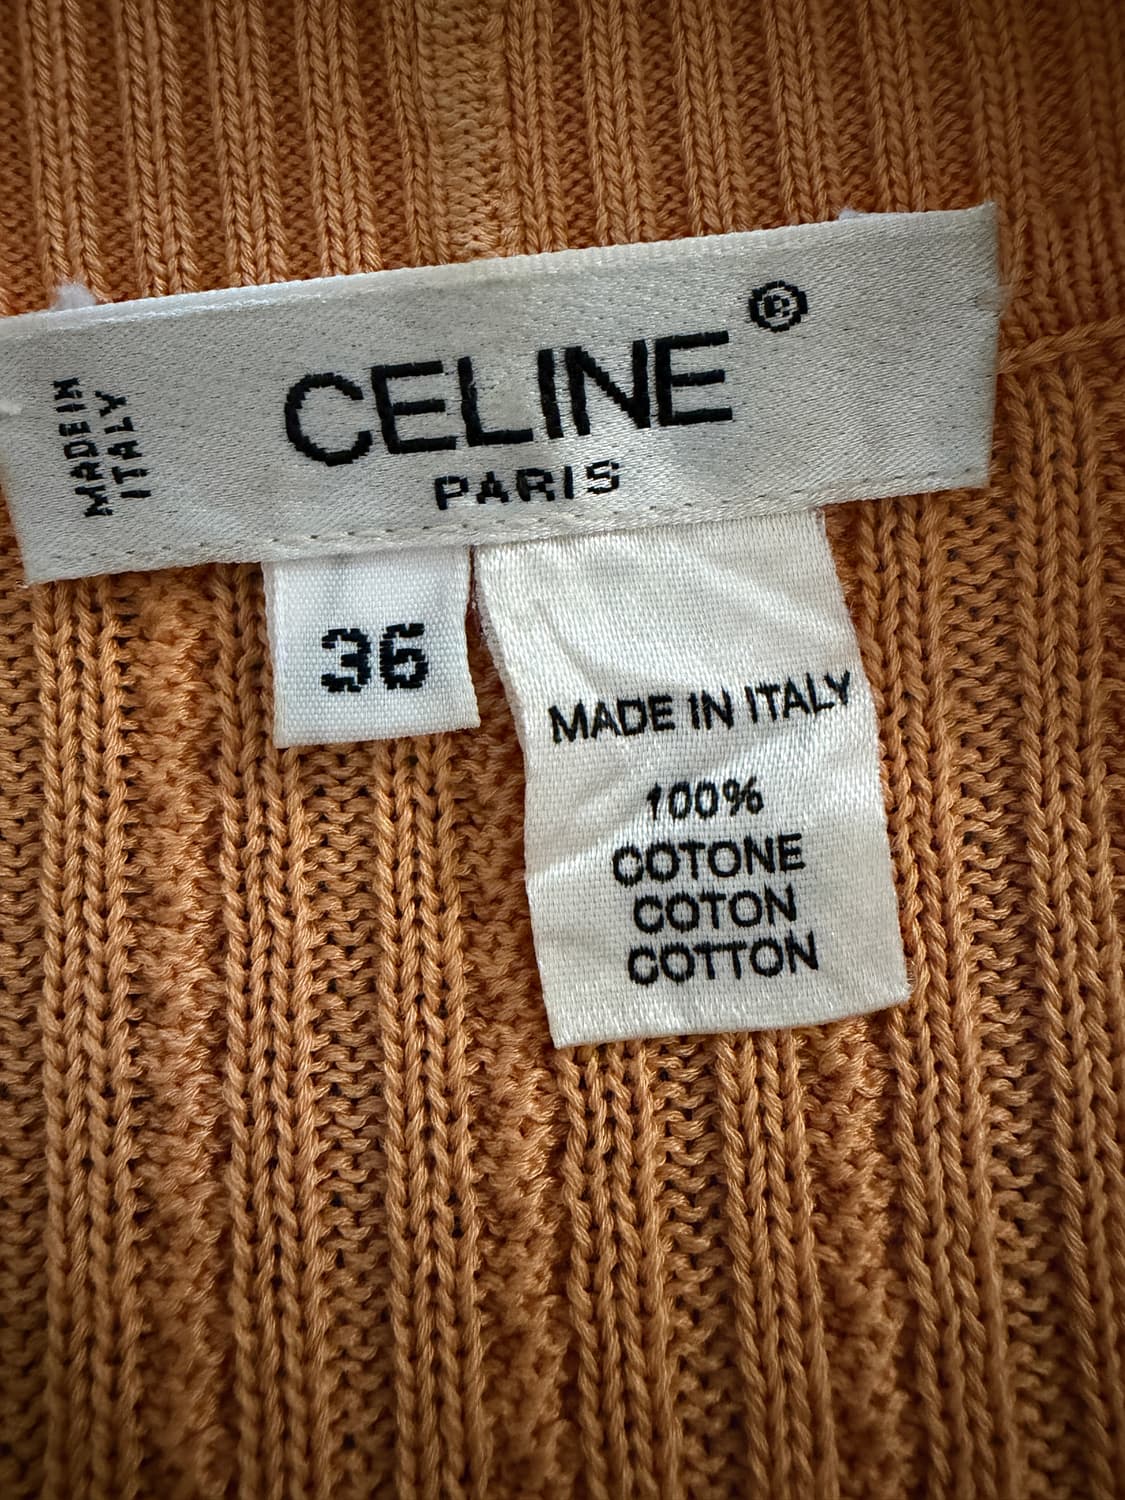 MADE IN
ITALY
CELINE®
PARIS
36
MADE IN ITALY
100%
COTONE
COTON
COTTON